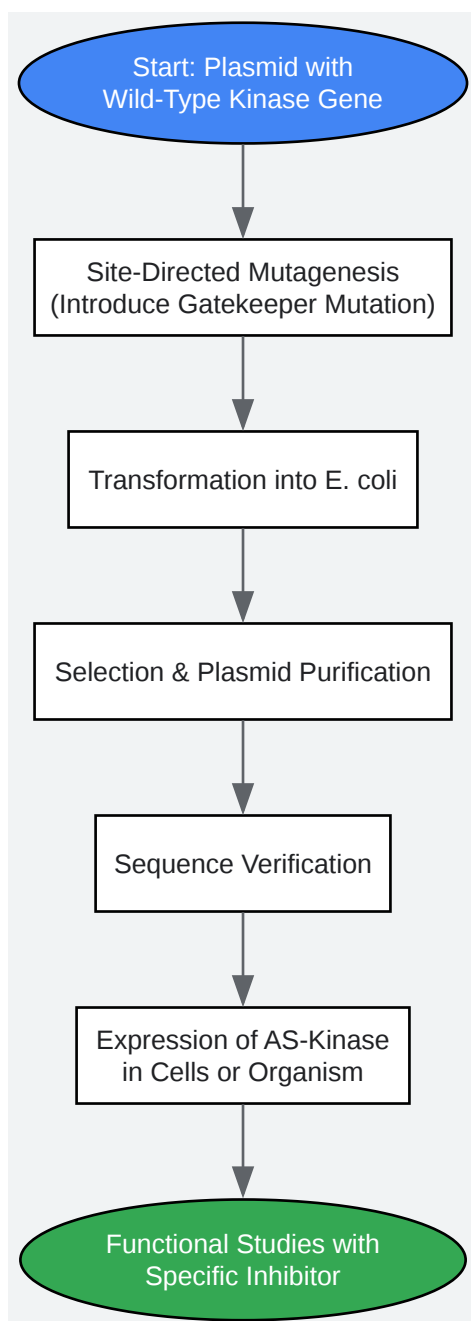 Start: Plasmid with
Wild-Type Kinase Gene
Site-Directed Mutagenesis
(Introduce Gatekeeper Mutation)
Transformation into E. coli
Selection & Plasmid Purification
Sequence Verification
Expression of AS-Kinase
in Cells or Organism
Functional Studies with
Specific Inhibitor